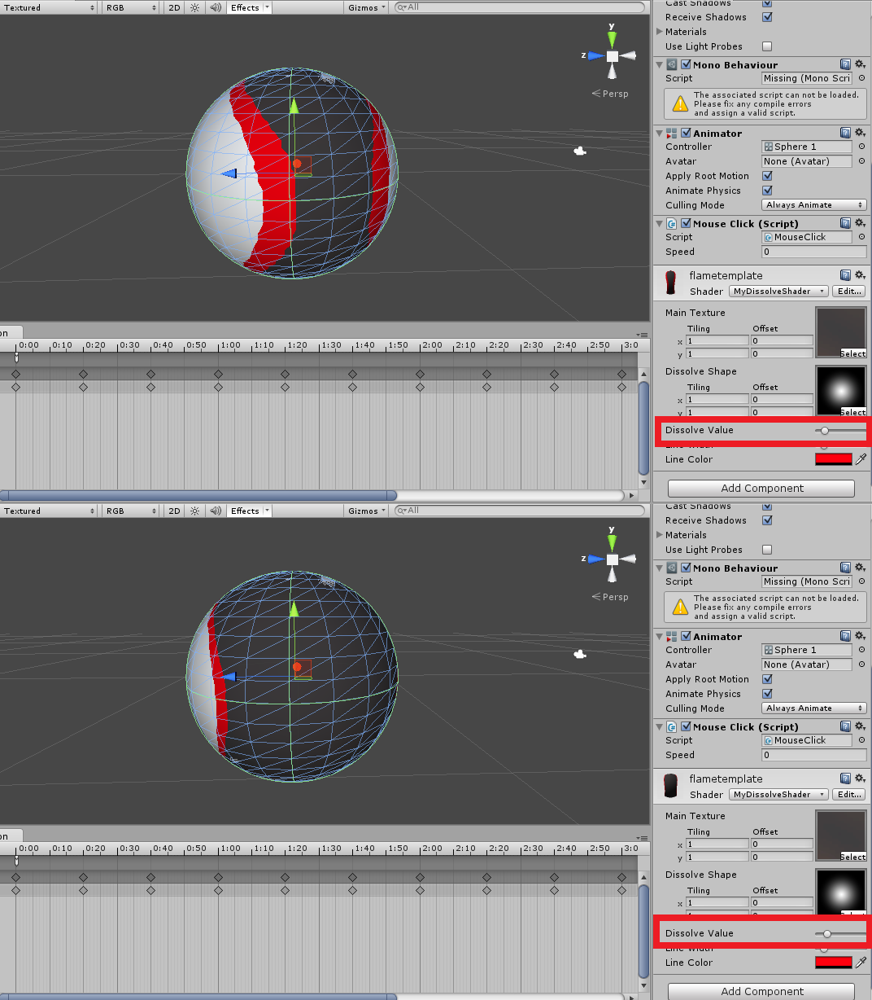 Textured RGB 2D Effects Gizmos All
y
z
Persp
on
0:00 0:10 0:20 0:30 0:40 0:50 1:00 1:10 1:20 1:30 1:40 1:50 2:00 2:10 2:20 2:30 2:40 2:50 3:0
Cast Shadows
Receive Shadows
Materials
Use Light Probes
Mono Behaviour
Script Missing (Mono Scri
The associated script can not be loaded.
Please fix any compile errors
and assign a valid script.
Animator
Controller Sphere 1
Avatar None (Avatar)
Apply Root Motion
Animate Physics
Culling Mode Always Animate
Mouse Click (Script)
Script MouseClick
Speed 0
flametemplate
Shader MyDissolveShader Edit...
Main Texture
Tiling Offset
x 1 0
y 1 0
Select
Dissolve Shape
Tiling Offset
x 1 0
y 1 0
Select
Dissolve Value
Line Width
Line Color
Add Component
Textured RGB 2D Effects Gizmos All
y
z
Persp
on
0:00 0:10 0:20 0:30 0:40 0:50 1:00 1:10 1:20 1:30 1:40 1:50 2:00 2:10 2:20 2:30 2:40 2:50 3:0
Cast Shadows
Receive Shadows
Materials
Use Light Probes
Mono Behaviour
Script Missing (Mono Scri
The associated script can not be loaded.
Please fix any compile errors
and assign a valid script.
Animator
Controller Sphere 1
Avatar None (Avatar)
Apply Root Motion
Animate Physics
Culling Mode Always Animate
Mouse Click (Script)
Script MouseClick
Speed 0
flametemplate
Shader MyDissolveShader Edit...
Main Texture
Tiling Offset
x 1 0
y 1 0
Select
Dissolve Shape
Tiling Offset
x 1 0
Dissolve Value
Line Width
Line Color
Add Component